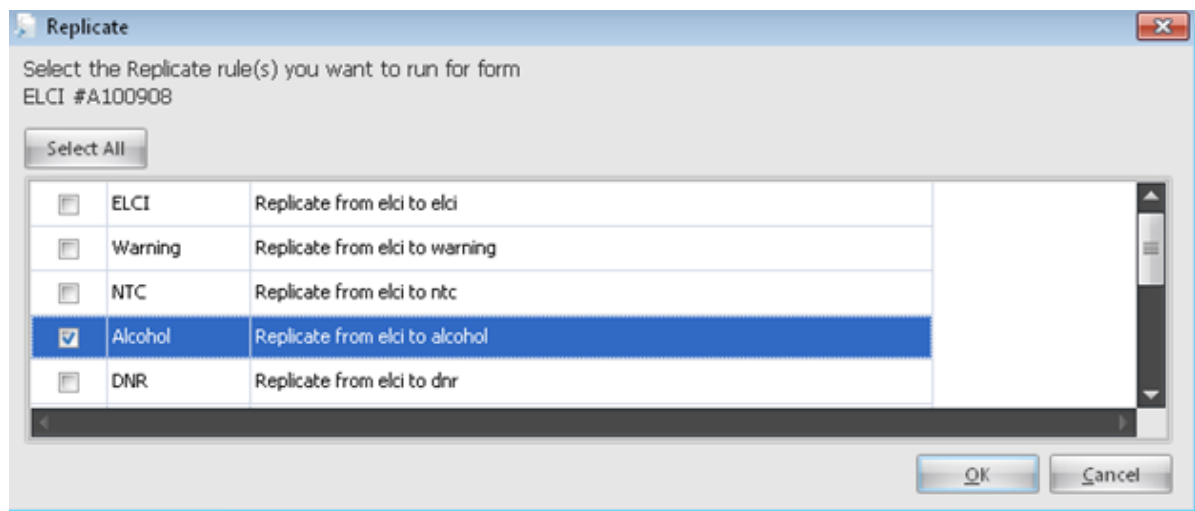 Replicate
Select the Replicate rule(s) you want to run for form
ELCI #A100908
Select All
ELCI Replicate from elci to elci
Warning Replicate from elci to warning
NTC Replicate from elci to ntc
Alcohol Replicate from elci to alcohol
DNR Replicate from elci to dnr
OK Cancel